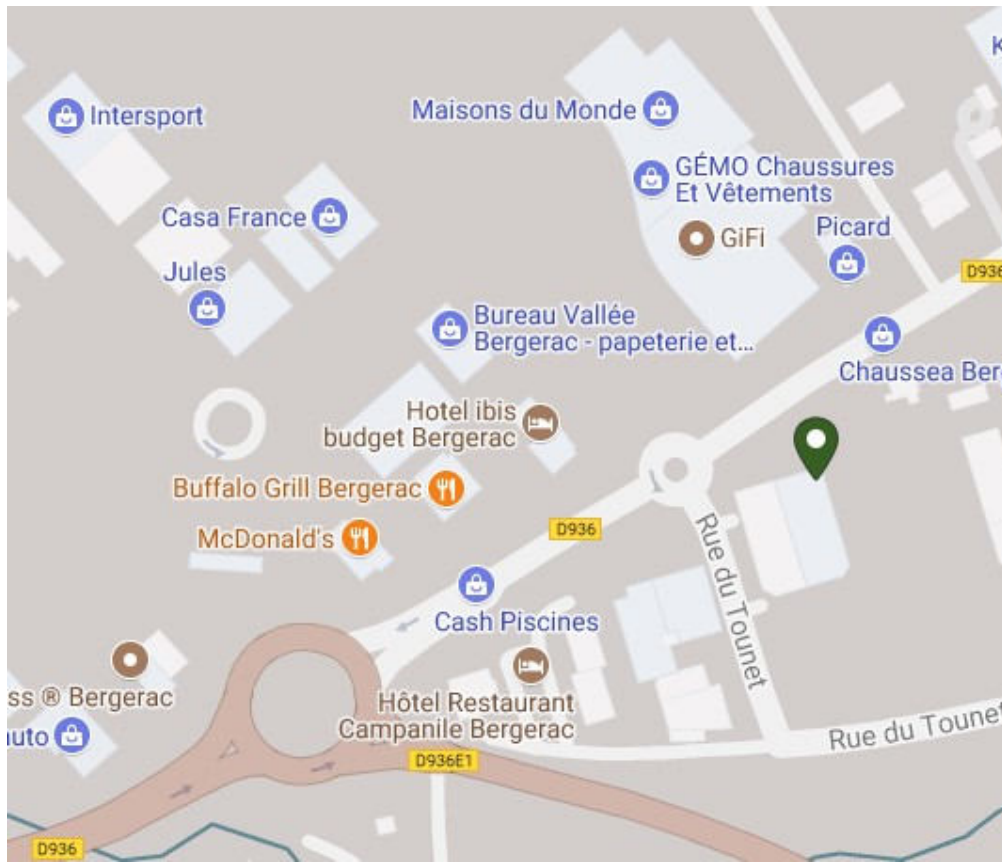 K
Intersport
Maisons du Monde
GÉMO Chaussures
Et Vêtements
Casa France
GiFi
Picard
Jules
D936
Bureau Vallée
Bergerac - papeterie et...
Chaussea Ber
Hotel ibis
budget Bergerac
Buffalo Grill Bergerac
D936
McDonald's
Rue du Tounet
Cash Piscines
ss ® Bergerac
Hôtel Restaurant
Campanile Bergerac
auto
Rue du Tounet
D936E1
D936